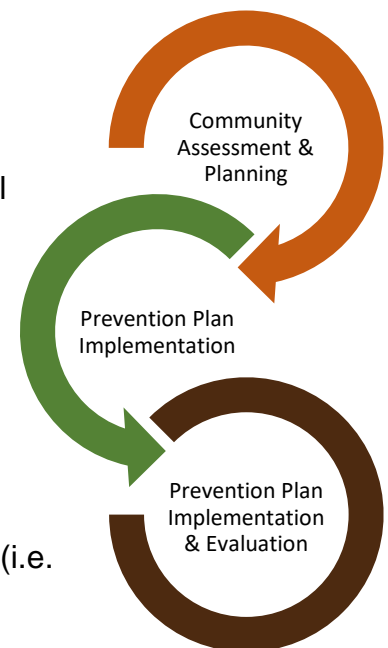 Community
Assessment &
Planning
l
Prevention Plan
Implementation
Prevention Plan
Implementation
& Evaluation
(i.e.